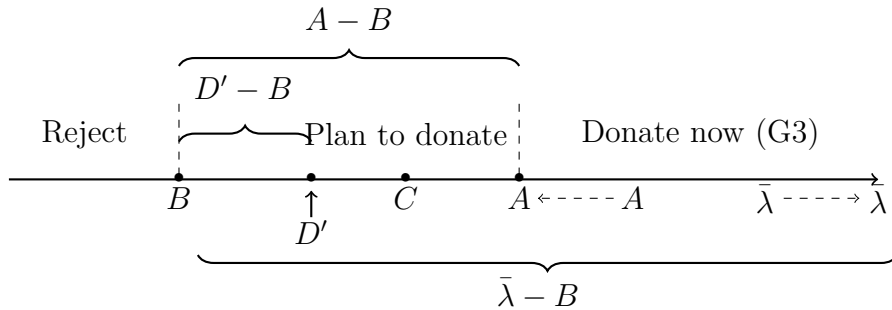 A − B
D′ − B
Reject
Plan to donate
Donate now (G3)
B
C
A
A
λ̄
λ̄
D′
λ̄ − B